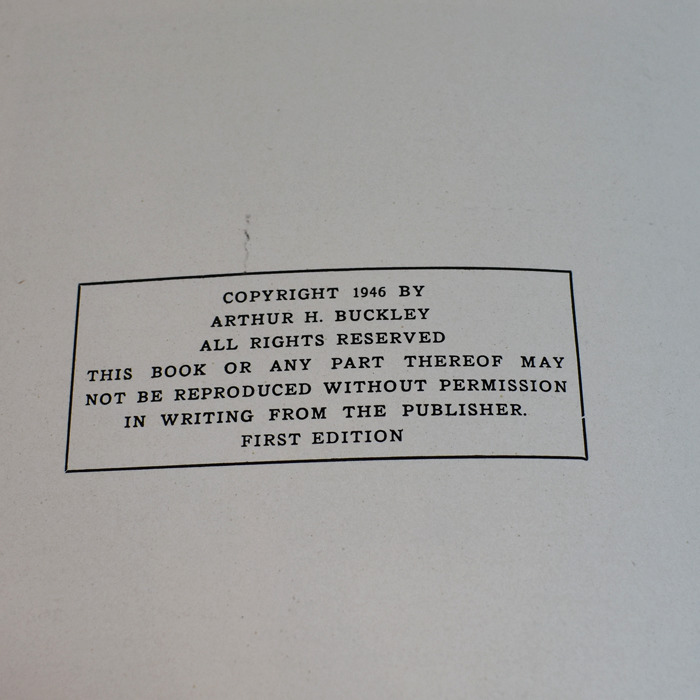 COPYRIGHT 1946 BY
ARTHUR H. BUCKLEY
ALL RIGHTS RESERVED
THIS BOOK OR ANY PART THEREOF MAY
NOT BE REPRODUCED WITHOUT PERMISSION
IN WRITING FROM THE PUBLISHER.
FIRST EDITION